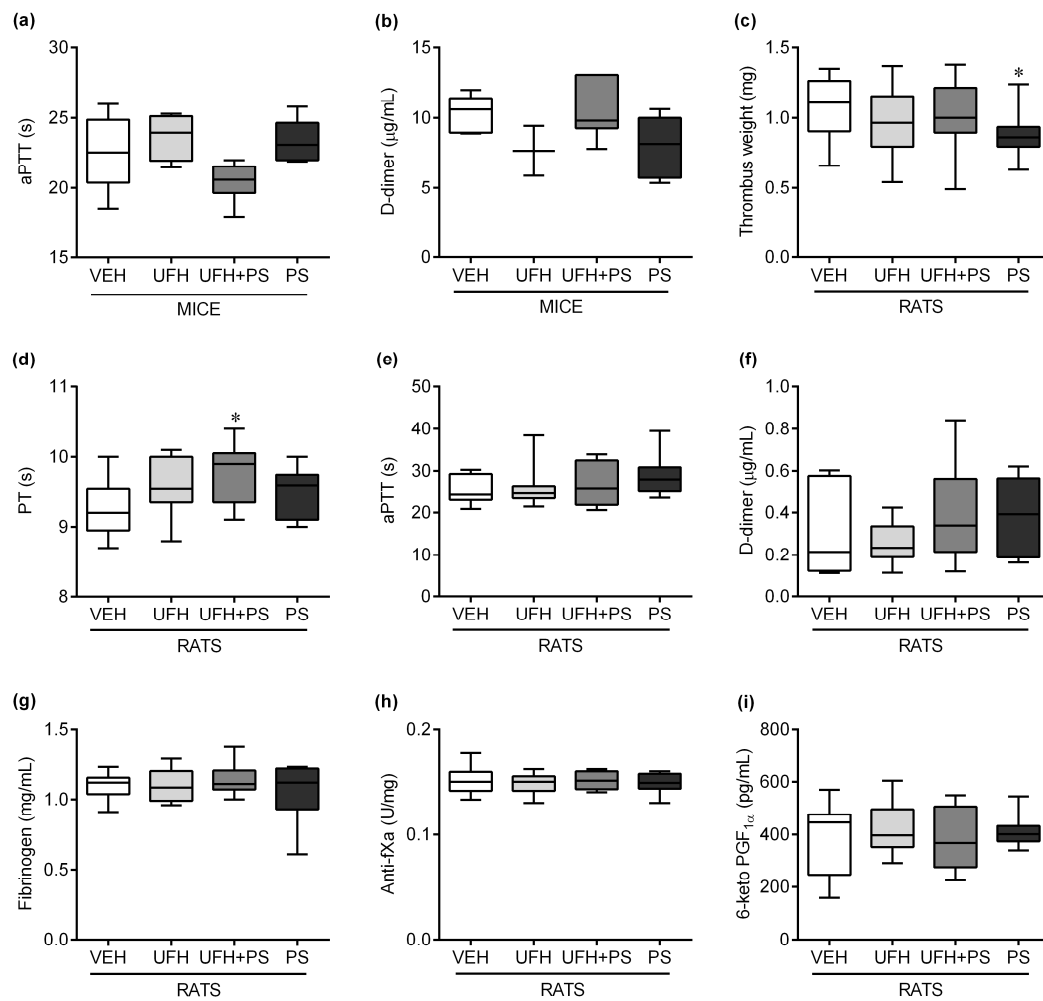 (a)
30
25
20
15
aPTT (s)
VEH UFH UFH+PS PS
MICE
(b)
15
10
5
0
D-dimer (μg/mL)
VEH UFH UFH+PS PS
MICE
(c)
1.5
1.0
0.5
0.0
Thrombus weight (mg)
*
VEH UFH UFH+PS PS
RATS
(d)
11
10
9
8
PT (s)
*
VEH UFH UFH+PS PS
RATS
(e)
50
40
30
20
10
0
aPTT (s)
VEH UFH UFH+PS PS
RATS
(f)
1.0
0.8
0.6
0.4
0.2
0.0
D-dimer (μg/mL)
VEH UFH UFH+PS PS
RATS
(g)
1.5
1.0
0.5
0.0
Fibrinogen (mg/mL)
VEH UFH UFH+PS PS
RATS
(h)
0.2
0.1
0.0
Anti-fXa (U/mg)
VEH UFH UFH+PS PS
RATS
(i)
800
600
400
200
0
6-keto PGF1α (pg/mL)
VEH UFH UFH+PS PS
RATS